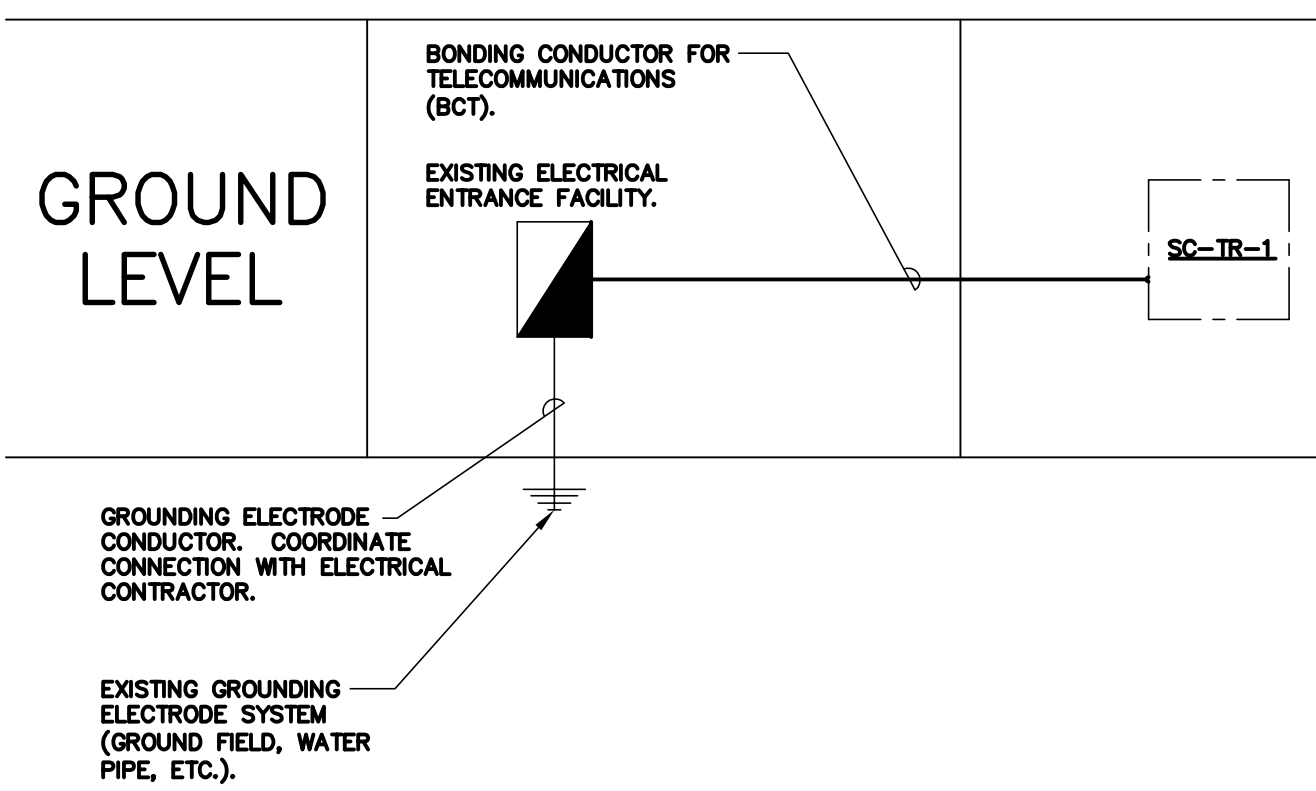 GROUND
LEVEL
BONDING CONDUCTOR FOR
TELECOMMUNICATIONS
(BCT).
EXISTING ELECTRICAL
ENTRANCE FACILITY.
SC-TR-1
GROUNDING ELECTRODE
CONDUCTOR. COORDINATE
CONNECTION WITH ELECTRICAL
CONTRACTOR.
EXISTING GROUNDING
ELECTRODE SYSTEM
(GROUND FIELD, WATER
PIPE, ETC.).